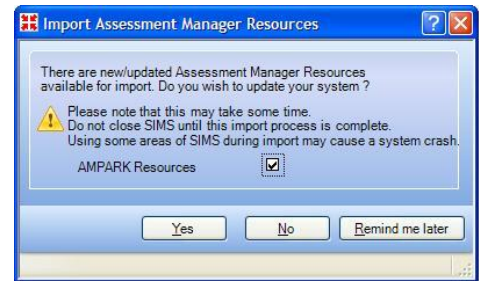 Import Assessment Manager Resources
There are new/updated Assessment Manager Resources
available for import. Do you wish to update your system ?
Please note that this may take some time.
Do not close SIMS until this import process is complete.
Using some areas of SIMS during import may cause a system crash.
AMPARK Resources
Yes No Remind me later